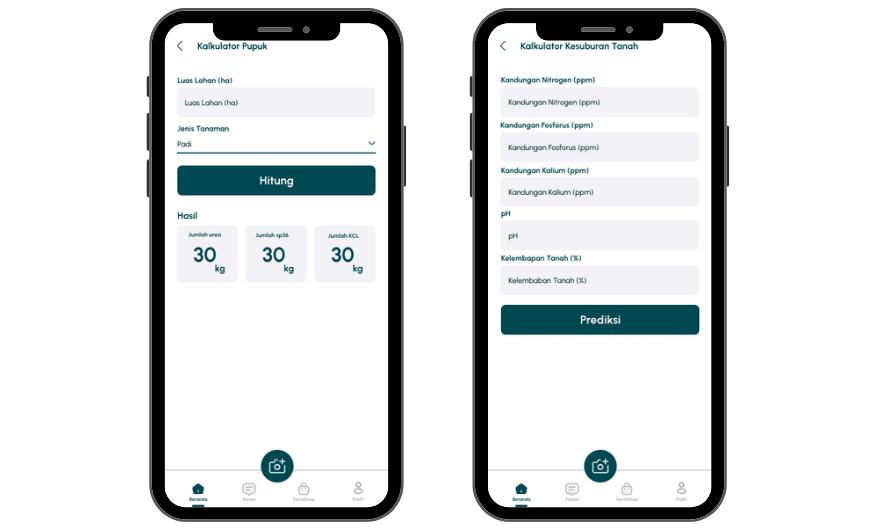 Kalkulator Pupuk
Luas Lahan (ha)
Luas Lahan (ha)
Jenis Tanaman
Padi
Hitung
Hasil
Jumlah urea
30
kg
Jumlah sp36
30
kg
Jumlah KCL
30
kg
Beranda
Forum
TerraShop
Profil
Kalkulator Kesuburan Tanah
Kandungan Nitrogen (ppm)
Kandungan Nitrogen (ppm)
Kandungan Fosforus (ppm)
Kandungan Fosforus (ppm)
Kandungan Kalium (ppm)
Kandungan Kalium (ppm)
pH
pH
Kelembapan Tanah (%)
Kelembaban Tanah (%)
Prediksi
Beranda
Forum
TerraShop
Profil